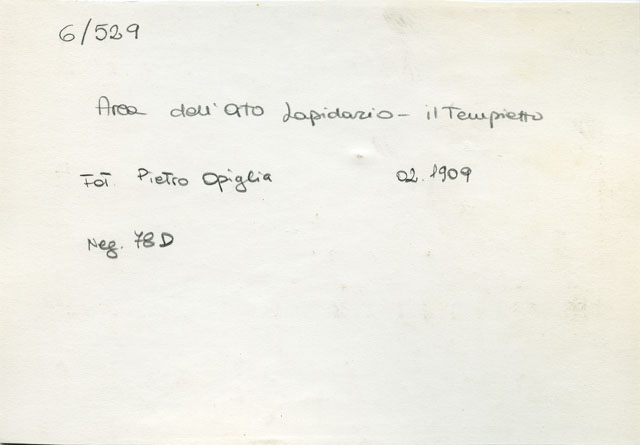 6/529
Area dell'Orto Lapidario - il Tempietto
Fot. Pietro Opiglia 02.1909
Neg. 78D